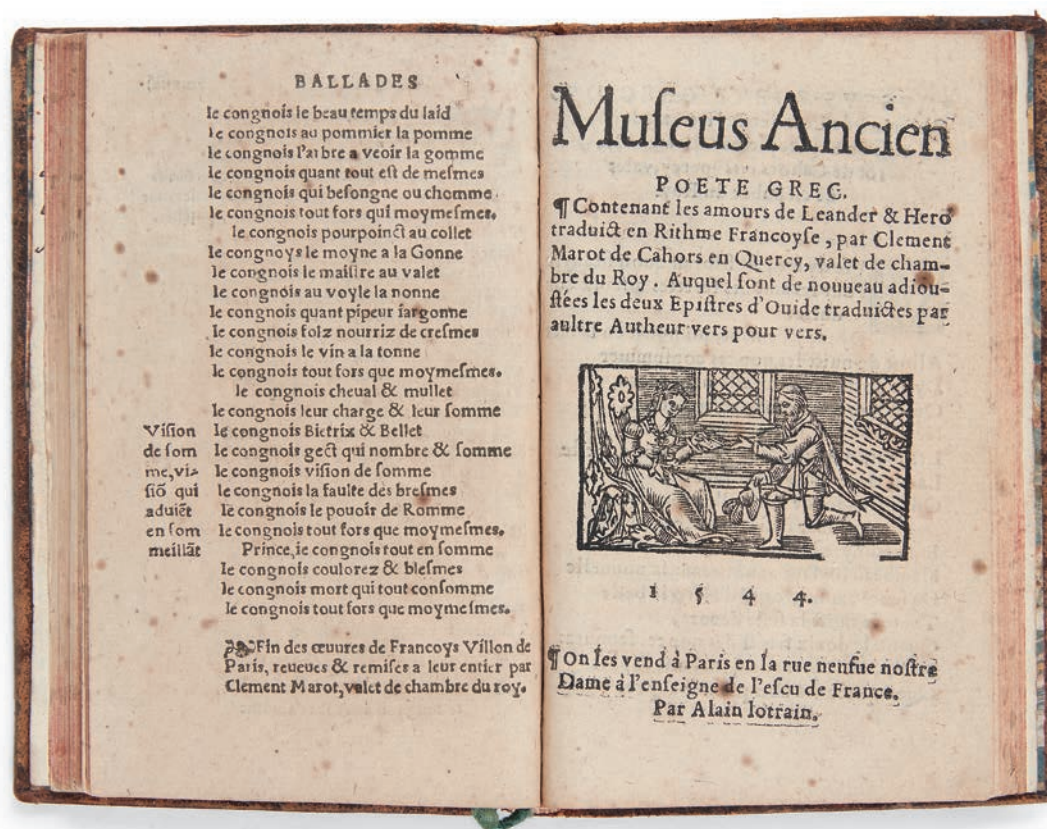 BALLADES
Ie congnois le beau temps du laid
Ie congnois au pommier la pomme
Ie congnois l'arbre a veoir la gomme
Ie congnois quant tout est de mesmes
Ie congnois qui besongne ou chomme.
Ie congnois tout fors qui moymesmes.
Ie congnois pourpoinct au collet
Ie congnoys le moyne a la Gonne
Ie congnois le maistre au valet
Ie congnois au voyle la nonne
Ie congnois quant pipeur iargonne
Ie congnois folz nourriz de cresmes
Ie congnois le vin a la tonne
Ie congnois tout fors que moymesmes.
Ie congnois cheual & mullet
Ie congnois leur charge & leur somme
Ie congnois Bietrix & Bellet
Ie congnois gect qui nombre & somme
Ie congnois vision de somme
Ie congnois la faulte des bresmes
Ie congnois le pouoir de Romme
Ie congnois tout fors que moymesmes.
Prince, ie congnois tout en somme
Ie congnois coulorez & blesmes
Ie congnois mort qui tout consomme
Ie congnois tout fors que moymesmes.
Vision
de som
me, vi-
siō qui
aduiēt
en som
meillāt
Fin des œuures de Francoys Villon de
Paris, reueues & remises a leur entier par
Clement Marot, valet de chambre du roy.
Museus Ancien
POETE GREC.
¶ Contenant les amours de Leander & Hero
traduict en Rithme Francoyse, par Clement
Marot de Cahors en Quercy, valet de cham-
bre du Roy. Auquel sont de nouueau adiou-
stées les deux Epistres d'Ouide traduictes par
aultre Autheur vers pour vers.
1544.
¶ On les vend à Paris en la rue neufue nostre
Dame à l'enseigne de l'escu de France.
Par Alain lotrain.